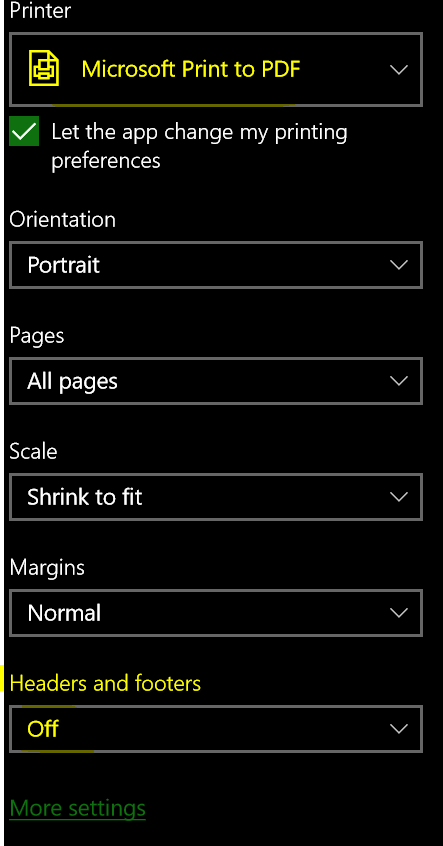 Printer
Microsoft Print to PDF
Let the app change my printing
preferences
Orientation
Portrait
Pages
All pages
Scale
Shrink to fit
Margins
Normal
Headers and footers
Off
More settings